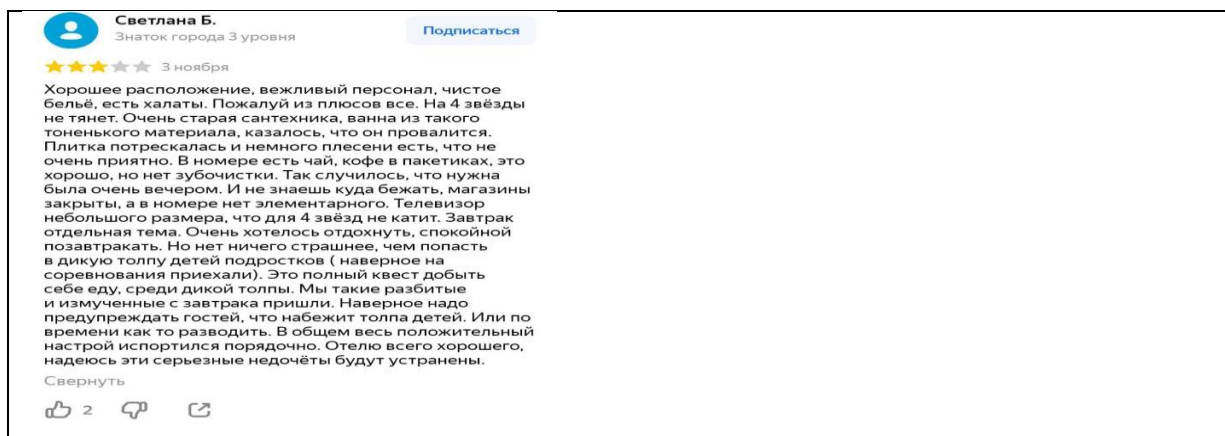 Светлана Б.
Знаток города 3 уровня
Подписаться
3 ноября
Хорошее расположение, вежливый персонал, чистое
бельё, есть халаты. Пожалуй из плюсов все. На 4 звёзды
не тянет. Очень старая сантехника, ванна из такого
тоненького материала, казалось, что он провалится.
Плитка потрескалась и немного плесени есть, что не
очень приятно. В номере есть чай, кофе в пакетиках, это
хорошо, но нет зубочистки. Так случилось, что нужна
была очень вечером. И не знаешь куда бежать, магазины
закрыты, а в номере нет элементарного. Телевизор
небольшого размера, что для 4 звёзд не катит. Завтрак
отдельная тема. Очень хотелось отдохнуть, спокойной
позавтракать. Но нет ничего страшнее, чем попасть
в дикую толпу детей подростков ( наверное на
соревнования приехали). Это полный квест добыть
себе еду, среди дикой толпы. Мы такие разбитые
и измученные с завтрака пришли. Наверное надо
предупреждать гостей, что набежит толпа детей. Или по
времени как то разводить. В общем весь положительный
настрой испортился порядочно. Отелю всего хорошего,
надеюсь эти серьезные недочёты будут устранены.
Свернуть
2